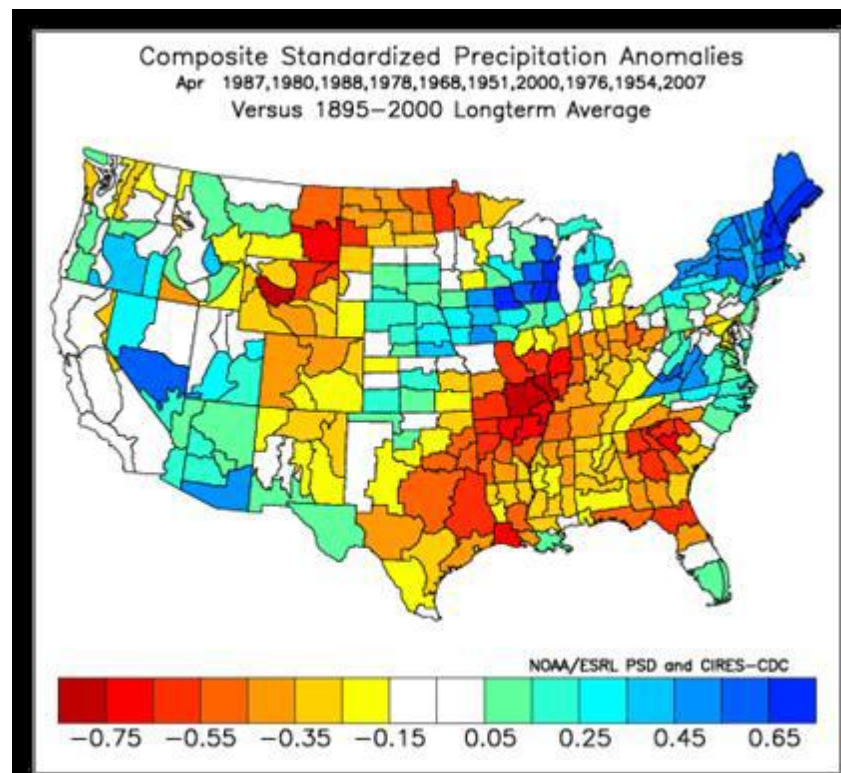 Composite Standardized Precipitation Anomalies
Apr 1987,1980,1988,1978,1968,1951,2000,1976,1954,2007
Versus 1895-2000 Longterm Average
NOAA/ESRL PSD and CIRES-CDC
-0.75 -0.55 -0.35 -0.15 0.05 0.25 0.45 0.65